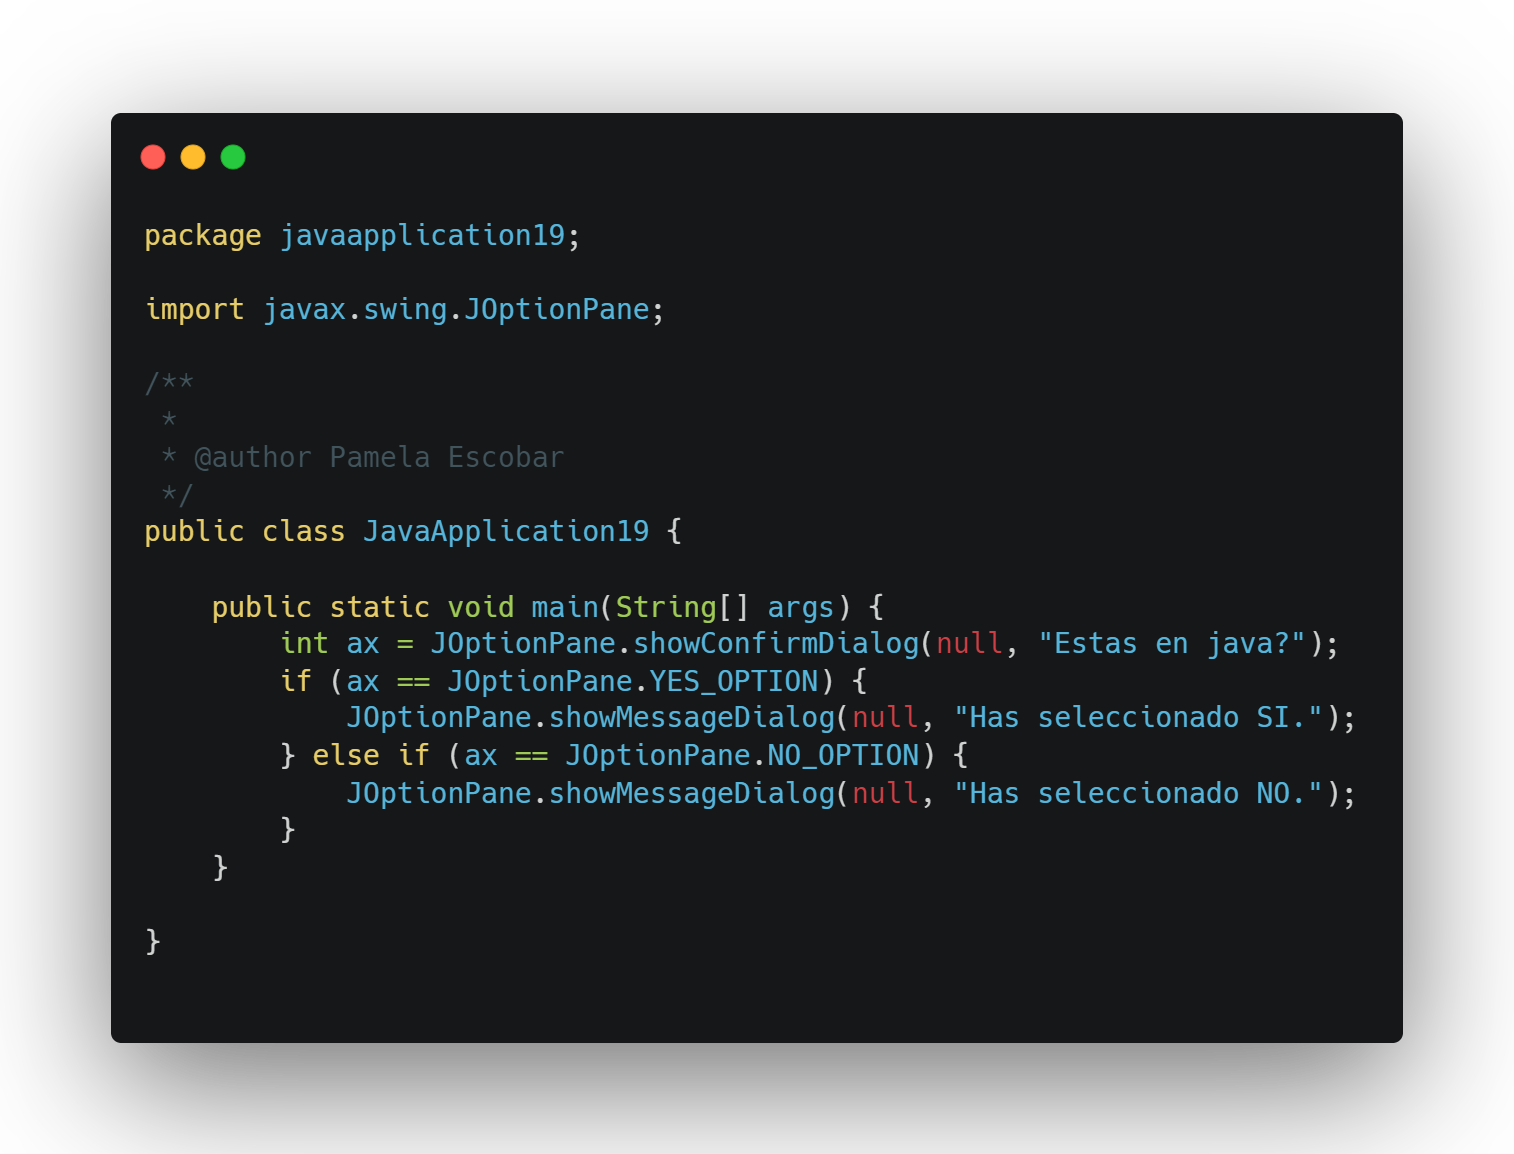 package javaapplication19;
import javax.swing.JOptionPane;
/**
 *
 * @author Pamela Escobar
 */
public class JavaApplication19 {
    public static void main(String[] args) {
        int ax = JOptionPane.showConfirmDialog(null, "Estas en java?");
        if (ax == JOptionPane.YES_OPTION) {
            JOptionPane.showMessageDialog(null, "Has seleccionado SI.");
        } else if (ax == JOptionPane.NO_OPTION) {
            JOptionPane.showMessageDialog(null, "Has seleccionado NO.");
        }
    }
}